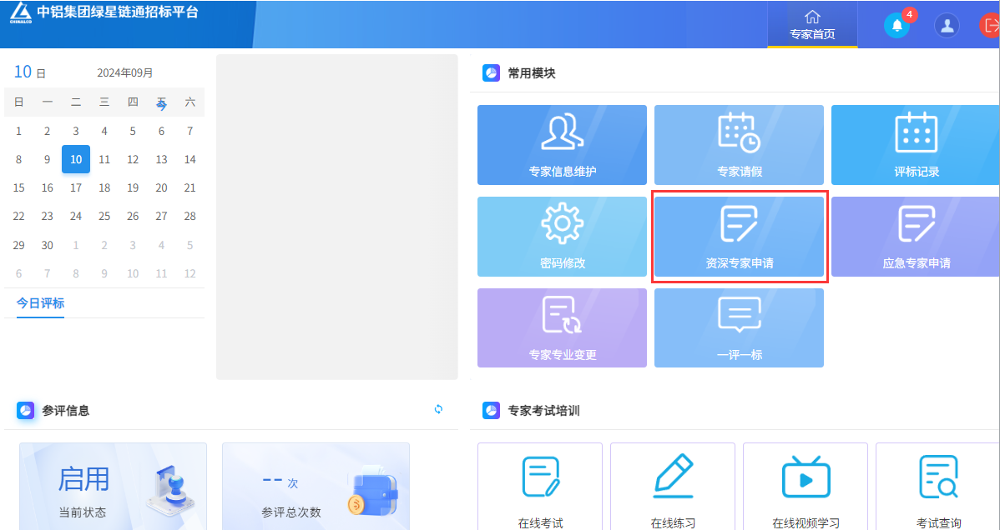 中铝集团绿星链通招标平台
CHINALCO
专家首页
4
10 日
2024年09月
日 一 二 三 四 五 六
今
1 2 3 4 5 6 7
8 9 10 11 12 13 14
15 16 17 18 19 20 21
22 23 24 25 26 27 28
29 30 1 2 3 4 5
6 7 8 9 10 11 12
今日评标
常用模块
专家信息维护
专家请假
评标记录
密码修改
资深专家申请
应急专家申请
专家专业变更
一评一标
参评信息
启用
当前状态
-- 次
参评总次数
专家考试培训
在线考试
在线练习
在线视频学习
考试查询